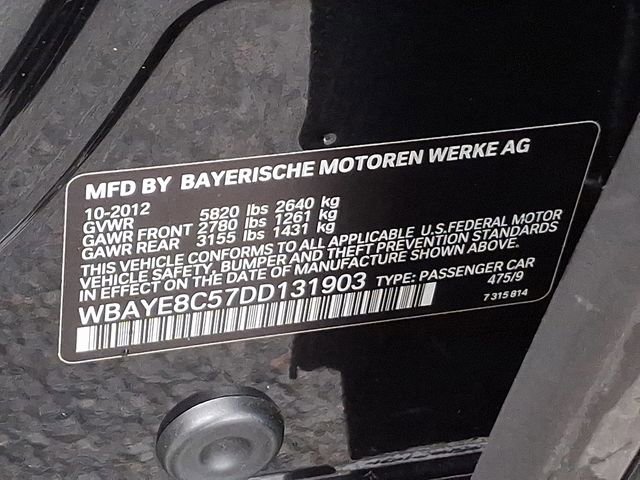 MFD BY BAYERISCHE MOTOREN WERKE AG
10-2012
GVWR 5820 lbs 2640 kg
GAWR FRONT 2780 lbs 1261 kg
GAWR REAR 3155 lbs 1431 kg
THIS VEHICLE CONFORMS TO ALL APPLICABLE U.S.FEDERAL MOTOR
VEHICLE SAFETY, BUMPER AND THEFT PREVENTION STANDARDS
IN EFFECT ON THE DATE OF MANUFACTURE SHOWN ABOVE.
WBAYE8C57DD131903 TYPE: PASSENGER CAR
475/9
7 315 814